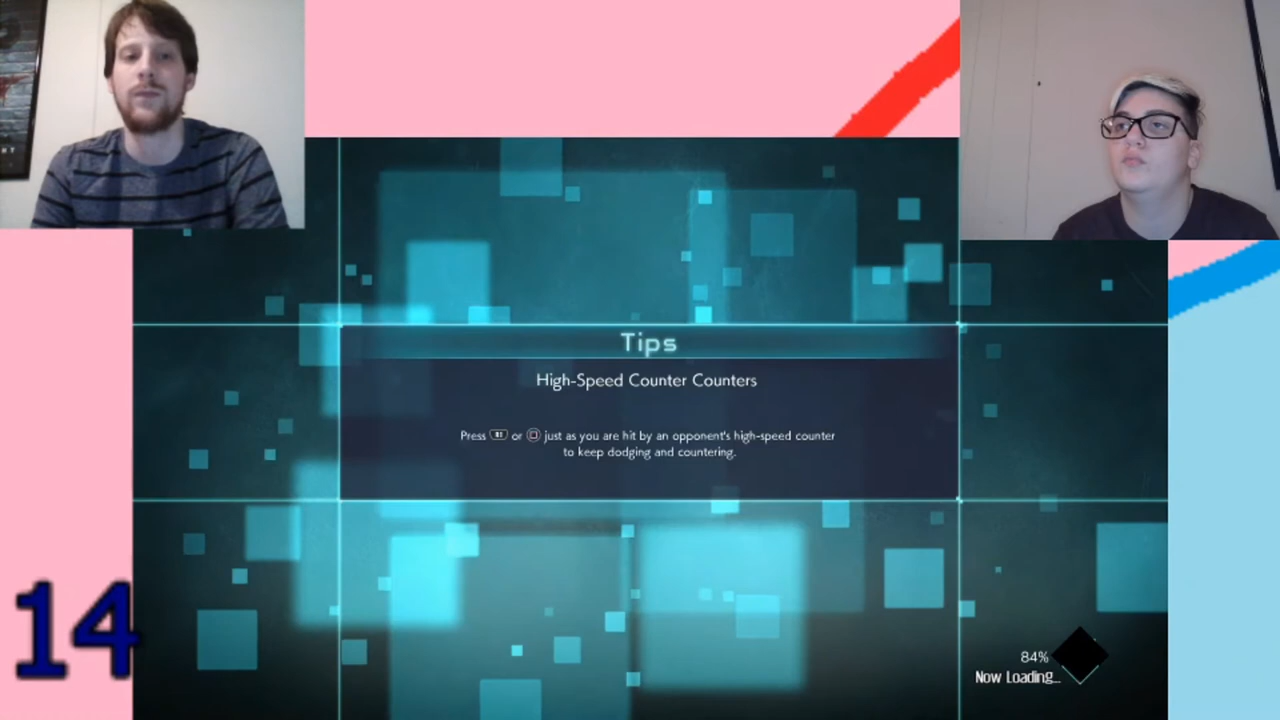 Tips
High-Speed Counter Counters
Press R1 or □ just as you are hit by an opponent's high-speed counter
to keep dodging and countering.
14
84%
Now Loading...